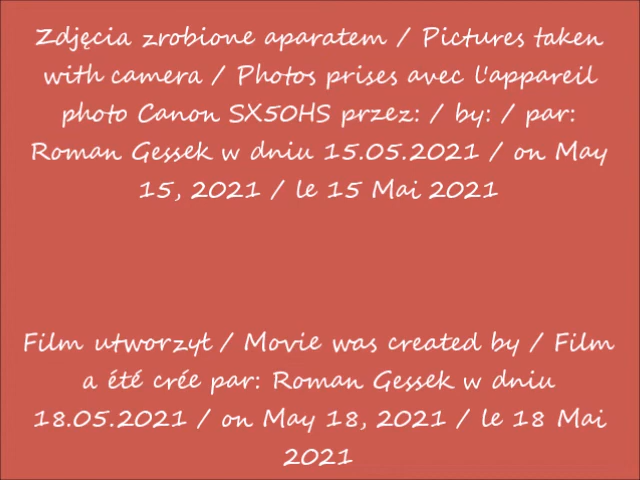 Zdjęcia zrobione aparatem / Pictures taken
with camera / Photos prises avec l'appareil
photo Canon SX50HS przez: / by: / par:
Roman Gessek w dniu 15.05.2021 / on May
15, 2021 / le 15 Mai 2021
Film utworzył / Movie was created by / Film
a été crée par: Roman Gessek w dniu
18.05.2021 / on May 18, 2021 / le 18 Mai
2021